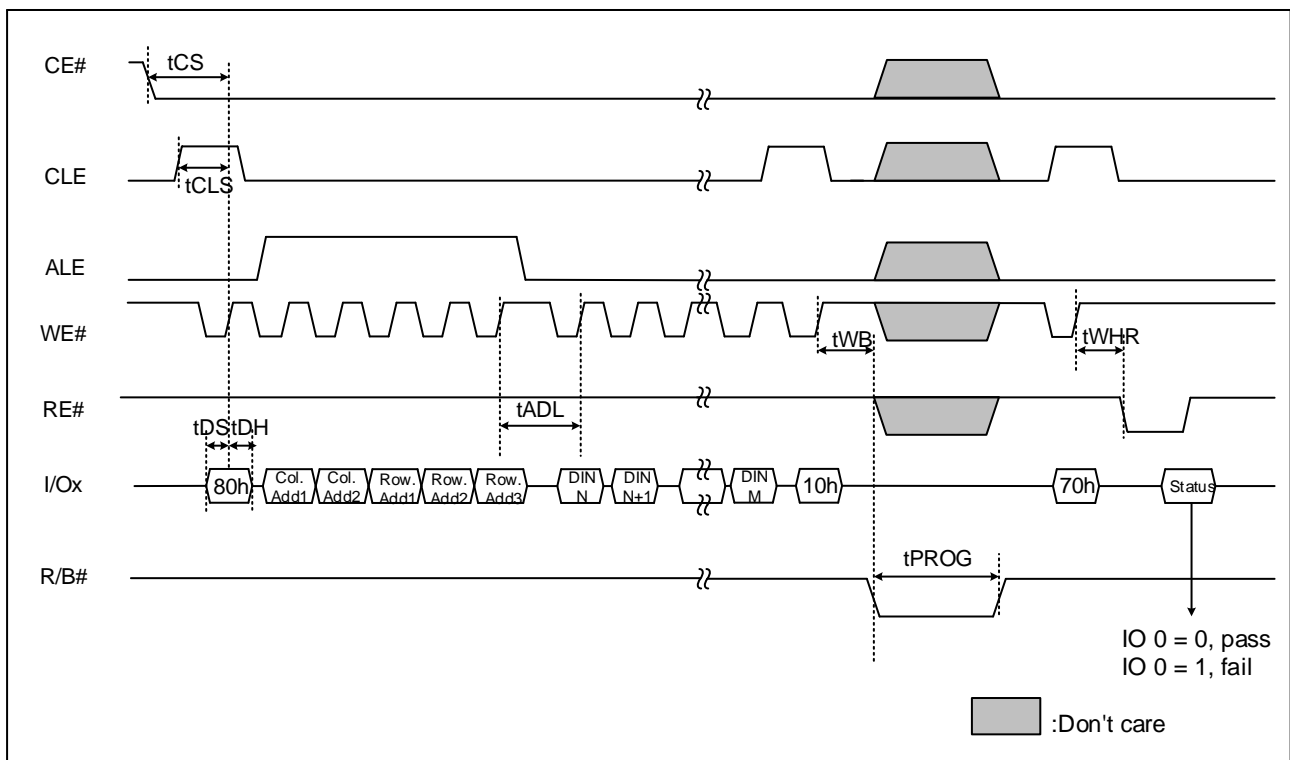 CE#
tCS
CLE
tCLS
ALE
WE#
tWB
tWHR
RE#
tADL
tDS
tDH
I/Ox
80h
Col.
Add1
Col.
Add2
Row.
Add1
Row.
Add2
Row.
Add3
DIN
N
DIN
N+1
DIN
M
10h
70h
Status
R/B#
tPROG
IO 0 = 0, pass
IO 0 = 1, fail
:Don't care